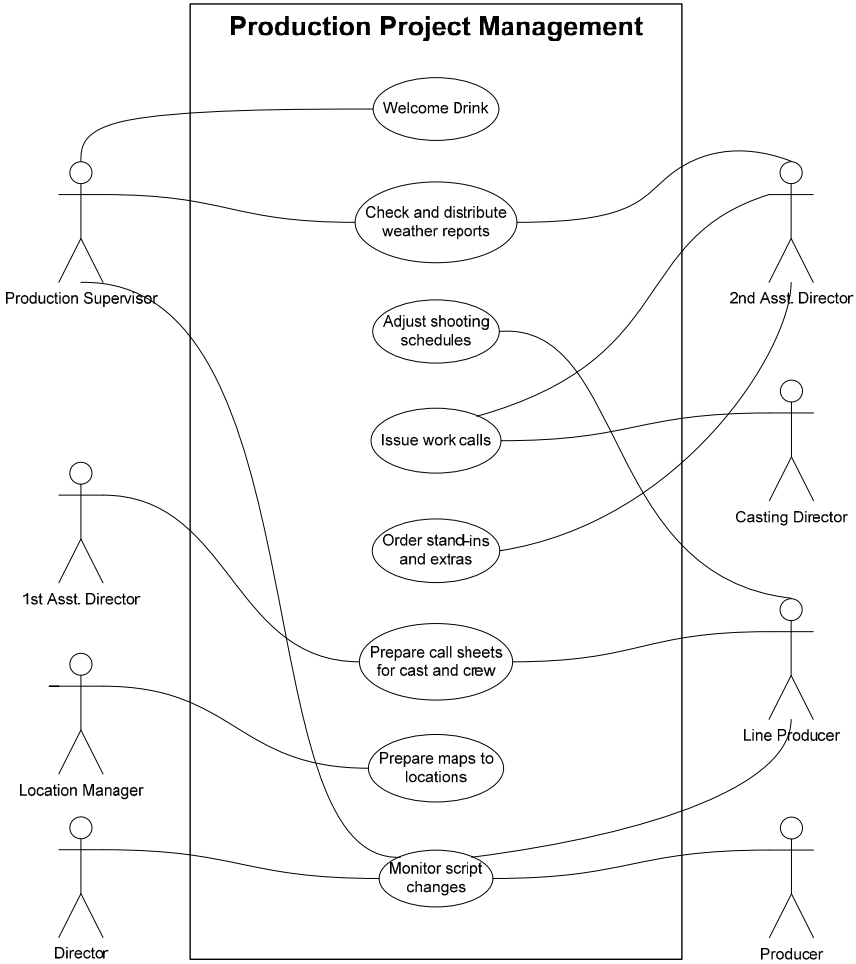 Production Project Management
Welcome Drink
Check and distribute
weather reports
Production Supervisor
2nd Asst. Director
Adjust shooting
schedules
Issue work calls
Casting Director
Order stand-ins
and extras
1st Asst. Director
Prepare call sheets
for cast and crew
Line Producer
Prepare maps to
locations
Location Manager
Monitor script
changes
Director
Producer